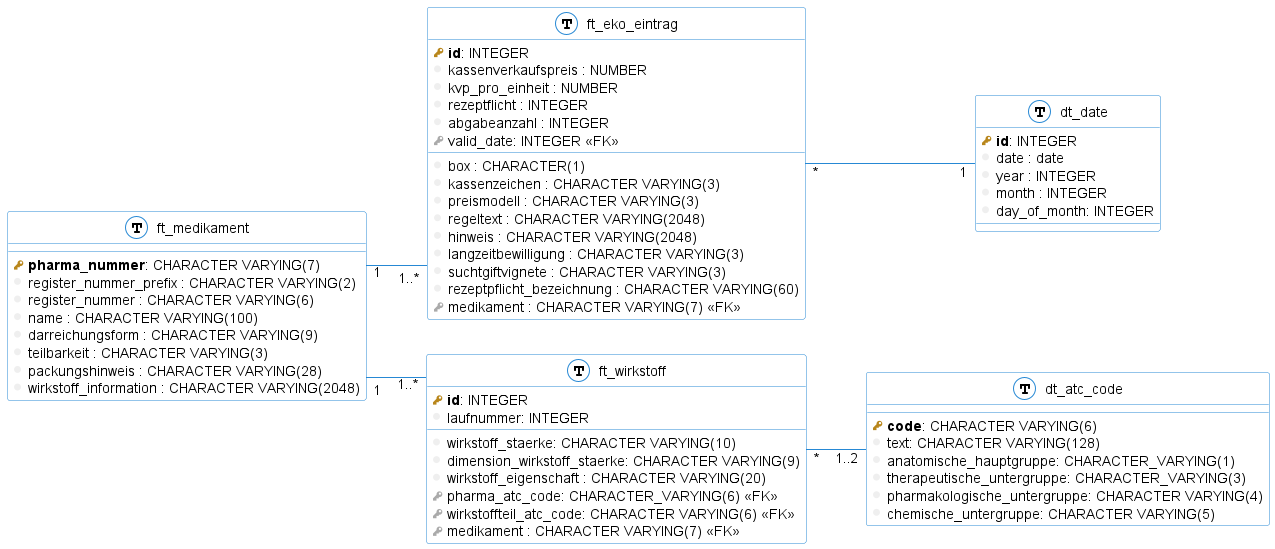 T ft_eko_eintrag
id: INTEGER
kassenverkaufspreis : NUMBER
kvp_pro_einheit : NUMBER
rezeptflicht : INTEGER
abgabeanzahl : INTEGER
valid_date: INTEGER «FK»
box : CHARACTER(1)
kassenzeichen : CHARACTER VARYING(3)
preismodell : CHARACTER VARYING(3)
regeltext : CHARACTER VARYING(2048)
hinweis : CHARACTER VARYING(2048)
langzeitbewilligung : CHARACTER VARYING(3)
suchtgiftvignete : CHARACTER VARYING(3)
rezeptpflicht_bezeichnung : CHARACTER VARYING(60)
medikament : CHARACTER VARYING(7) «FK»
* 1
T dt_date
id: INTEGER
date : date
year : INTEGER
month : INTEGER
day_of_month: INTEGER
T ft_medikament
pharma_nummer: CHARACTER VARYING(7)
register_nummer_prefix : CHARACTER VARYING(2)
register_nummer : CHARACTER VARYING(6)
name : CHARACTER VARYING(100)
darreichungsform : CHARACTER VARYING(9)
teilbarkeit : CHARACTER VARYING(3)
packungshinweis : CHARACTER VARYING(28)
wirkstoff_information : CHARACTER VARYING(2048)
1 1..*
1 1..*
T ft_wirkstoff
id: INTEGER
laufnummer: INTEGER
wirkstoff_staerke: CHARACTER VARYING(10)
dimension_wirkstoff_staerke: CHARACTER VARYING(9)
wirkstoff_eigenschaft : CHARACTER VARYING(20)
pharma_atc_code: CHARACTER_VARYING(6) «FK»
wirkstoffteil_atc_code: CHARACTER VARYING(6) «FK»
medikament : CHARACTER VARYING(7) «FK»
* 1..2
T dt_atc_code
code: CHARACTER VARYING(6)
text: CHARACTER VARYING(128)
anatomische_hauptgruppe: CHARACTER_VARYING(1)
therapeutische_untergruppe: CHARACTER_VARYING(3)
pharmakologische_untergruppe: CHARACTER VARYING(4)
chemische_untergruppe: CHARACTER VARYING(5)